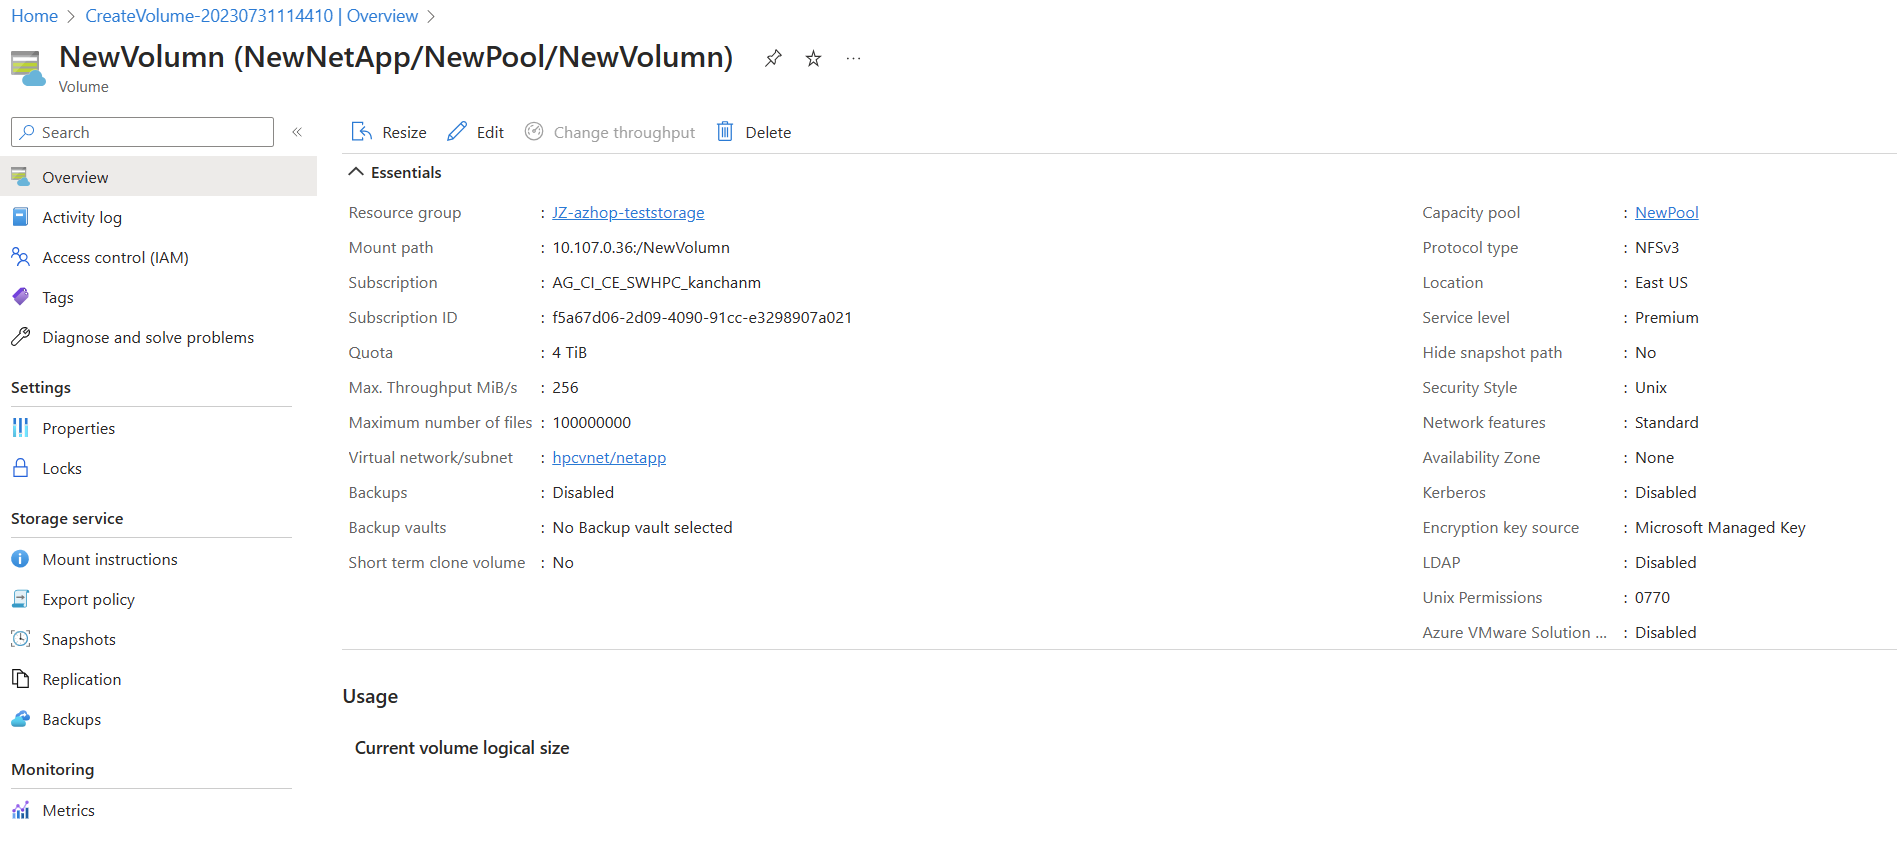 Home > CreateVolume-20230731114410 | Overview >
NewVolumn (NewNetApp/NewPool/NewVolumn)
Volume
Search
Overview
Activity log
Access control (IAM)
Tags
Diagnose and solve problems
Settings
Properties
Locks
Storage service
Mount instructions
Export policy
Snapshots
Replication
Backups
Monitoring
Metrics
Resize Edit Change throughput Delete
Essentials
Resource group : JZ-azhop-teststorage
Mount path : 10.107.0.36:/NewVolumn
Subscription : AG_CI_CE_SWHPC_kanchanm
Subscription ID : f5a67d06-2d09-4090-91cc-e3298907a021
Quota : 4 TiB
Max. Throughput MiB/s : 256
Maximum number of files : 100000000
Virtual network/subnet : hpcvnet/netapp
Backups : Disabled
Backup vaults : No Backup vault selected
Short term clone volume : No
Capacity pool : NewPool
Protocol type : NFSv3
Location : East US
Service level : Premium
Hide snapshot path : No
Security Style : Unix
Network features : Standard
Availability Zone : None
Kerberos : Disabled
Encryption key source : Microsoft Managed Key
LDAP : Disabled
Unix Permissions : 0770
Azure VMware Solution ... : Disabled
Usage
Current volume logical size